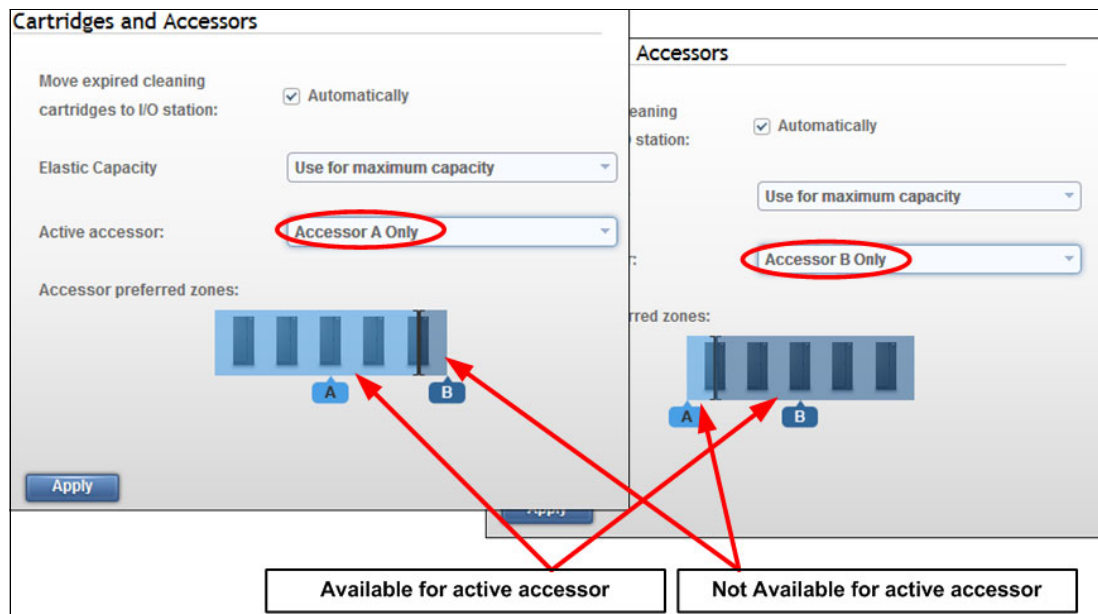 Cartridges and Accessors
Move expired cleaning
cartridges to I/O station:
Automatically
Elastic Capacity
Use for maximum capacity
Active accessor:
Accessor A Only
Accessor preferred zones:
A
B
Apply
Accessors
eaning
station:
Automatically
Use for maximum capacity
r:
Accessor B Only
rred zones:
A
B
Apply
Available for active accessor
Not Available for active accessor